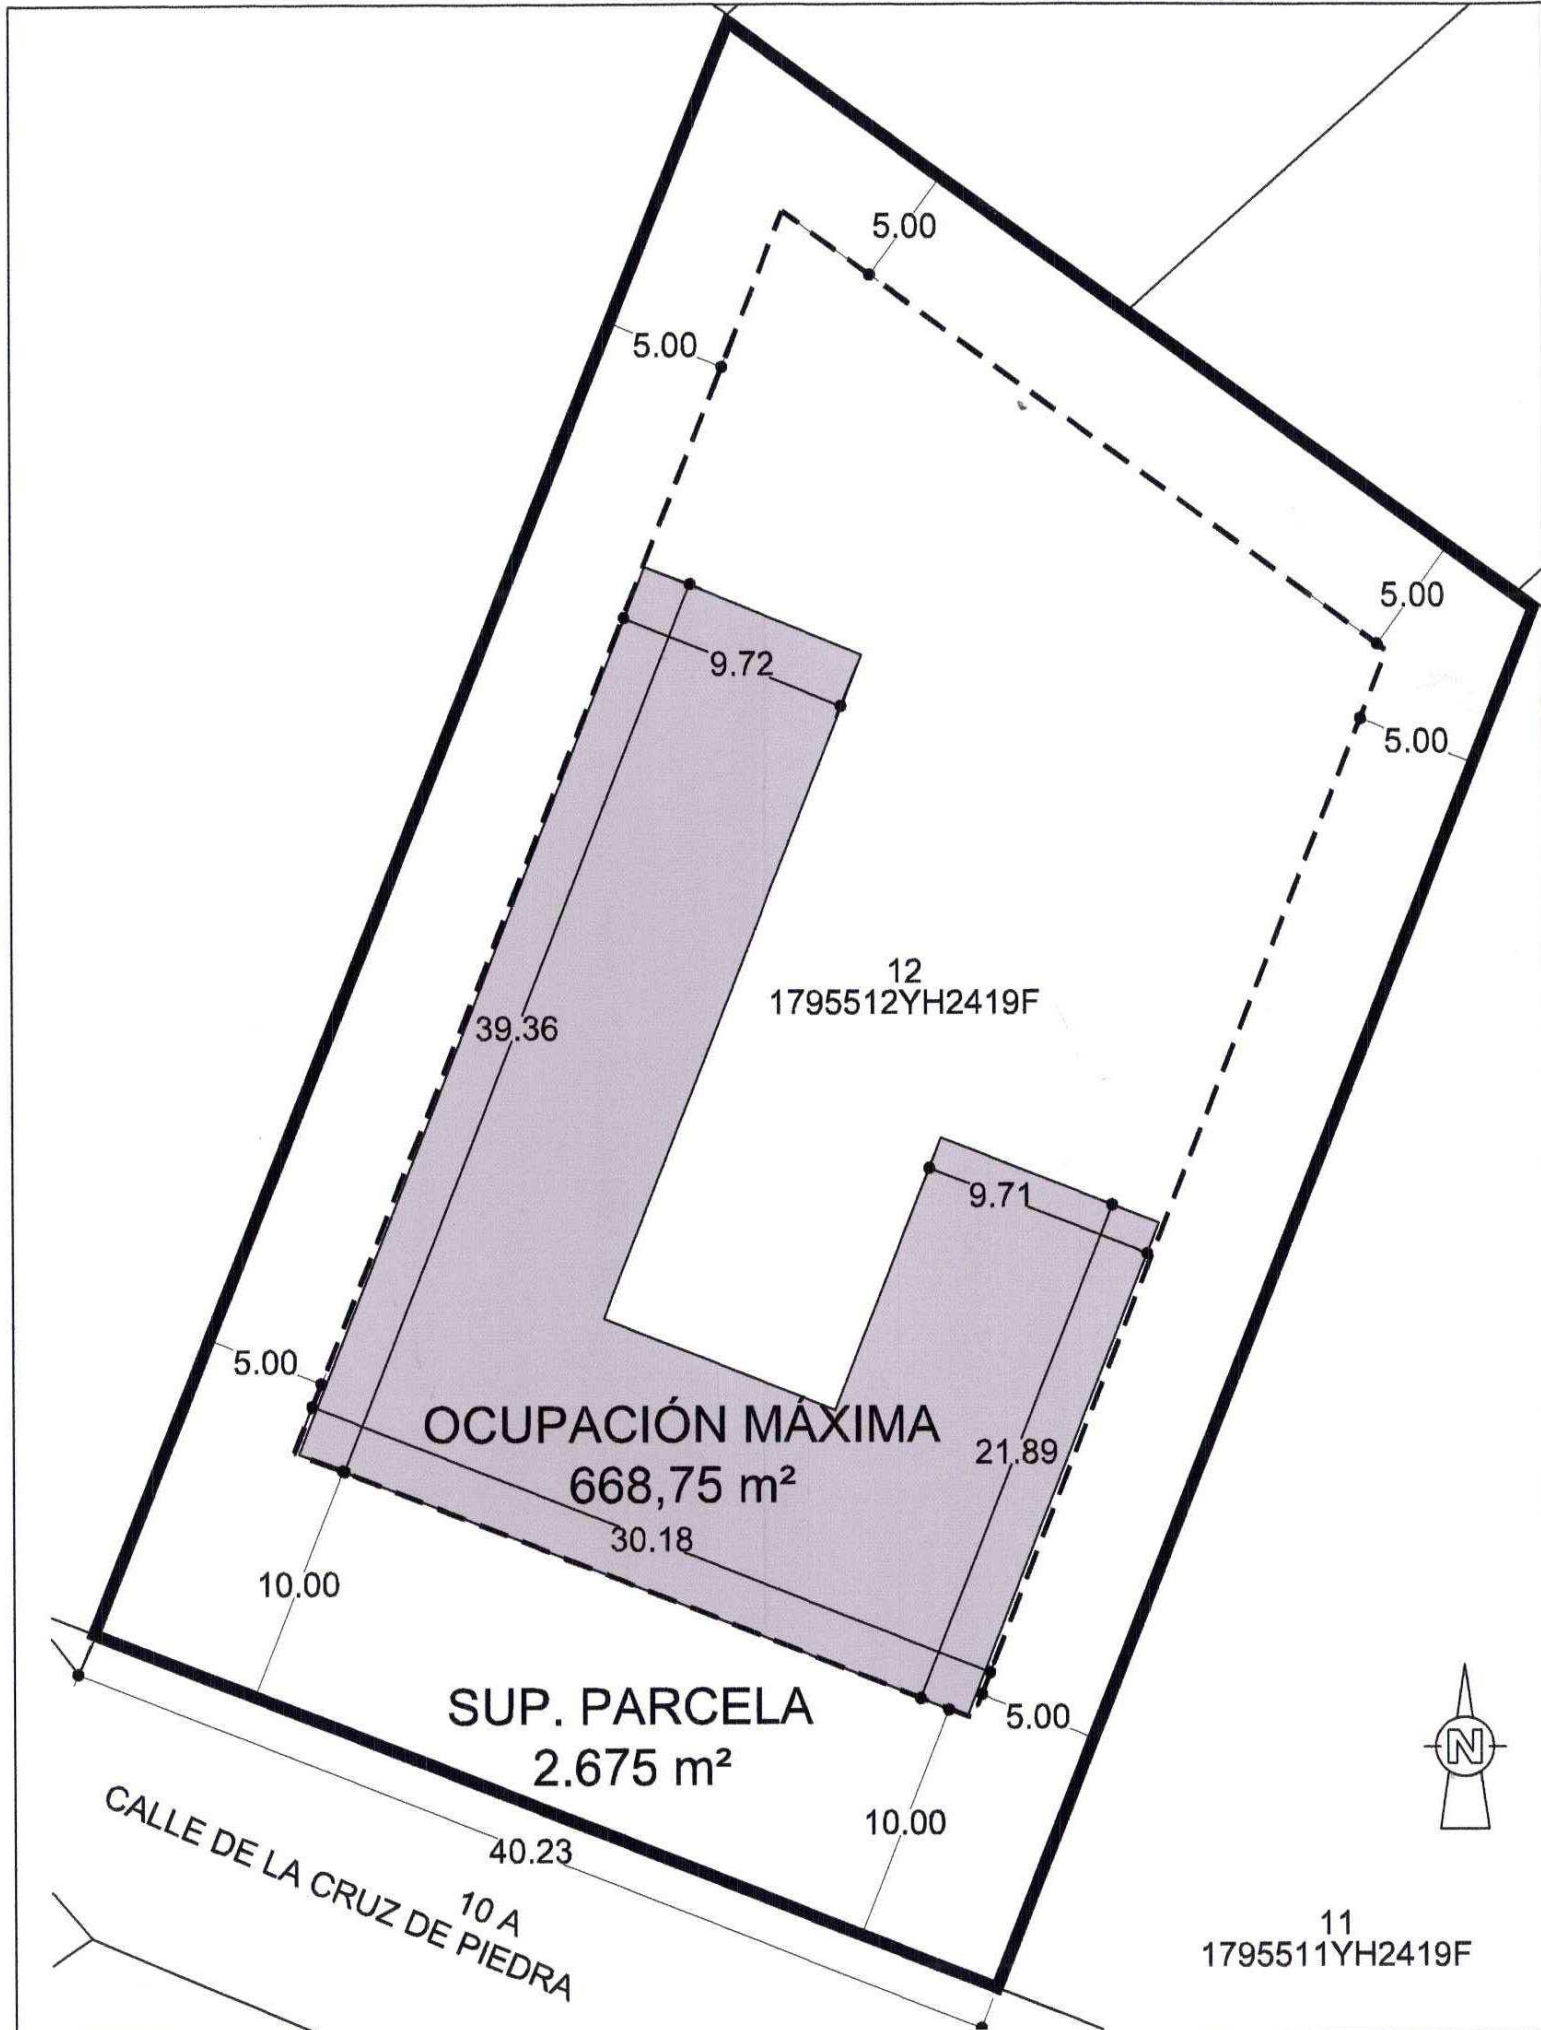 5.00
5.00
5.00
9.72
5.00
12
1795512YH2419F
39.36
9.71
5.00
OCUPACIÓN MÁXIMA
668,75 m²
21.89
30.18
10.00
SUP. PARCELA
2.675 m²
5.00
10.00
40.23
CALLE DE LA CRUZ DE PIEDRA
10 A
N
11
1795511YH2419F